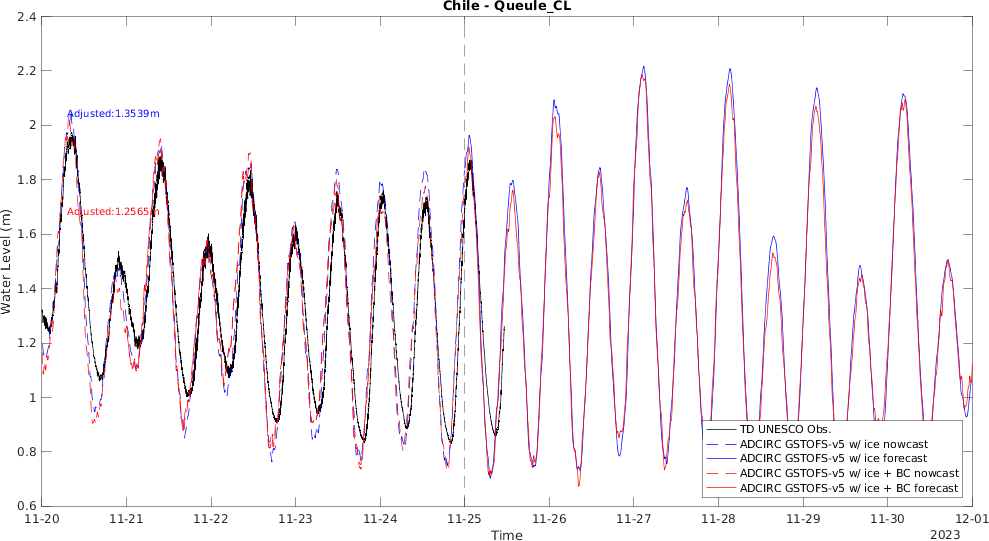 Chile - Queule_CL
2.4
2.2
2
1.8
1.6
1.4
1.2
1
0.8
0.6
Water Level (m)
Adjusted:1.3539m
Adjusted:1.2565m
TD UNESCO Obs.
ADCIRC GSTOFS-v5 w/ ice nowcast
ADCIRC GSTOFS-v5 w/ ice forecast
ADCIRC GSTOFS-v5 w/ ice + BC nowcast
ADCIRC GSTOFS-v5 w/ ice + BC forecast
11-20 11-21 11-22 11-23 11-24 11-25 11-26 11-27 11-28 11-29 11-30 12-01
Time
2023